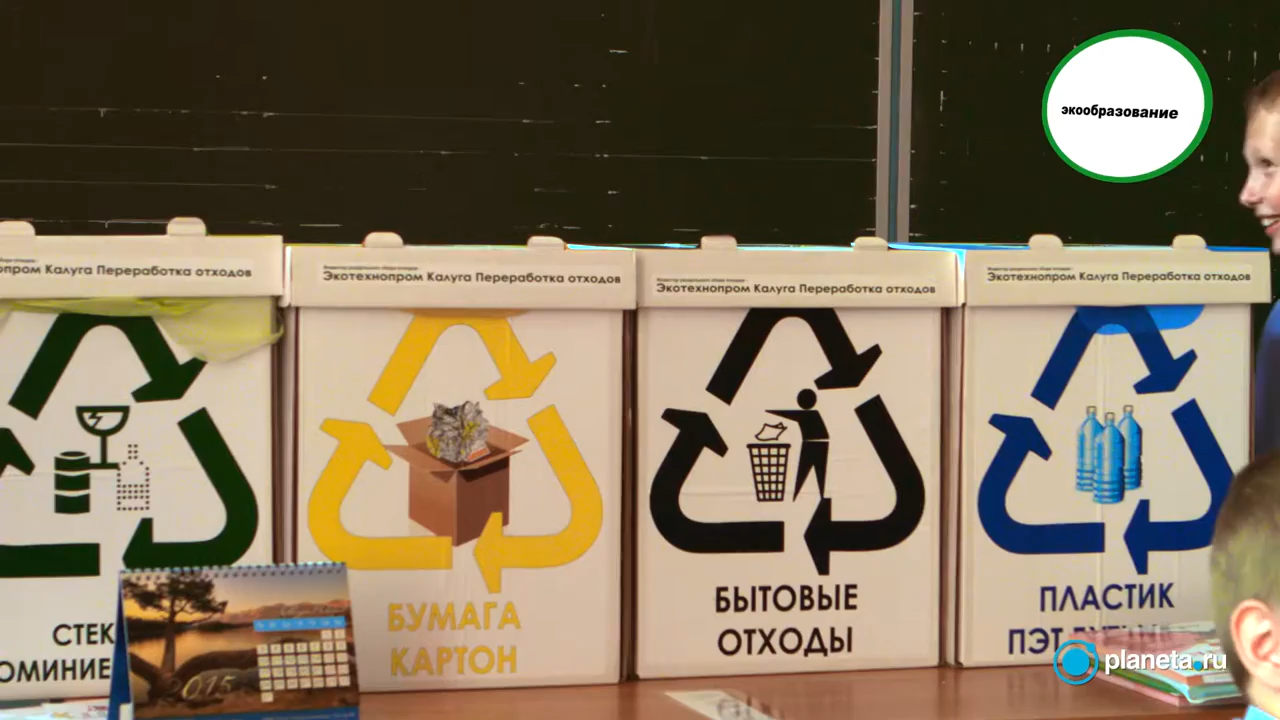 экообразование
опром Калуга Переработка отходов
Экотехнопром Калуга Переработка отходов
Экотехнопром Калуга Переработка отходов
Экотехнопром Калуга Переработка отходов
СТЕК
ОМИНИЕ
БУМАГА
КАРТОН
БЫТОВЫЕ
ОТХОДЫ
ПЛАСТИК
ПЭТ
2015
planeta.ru